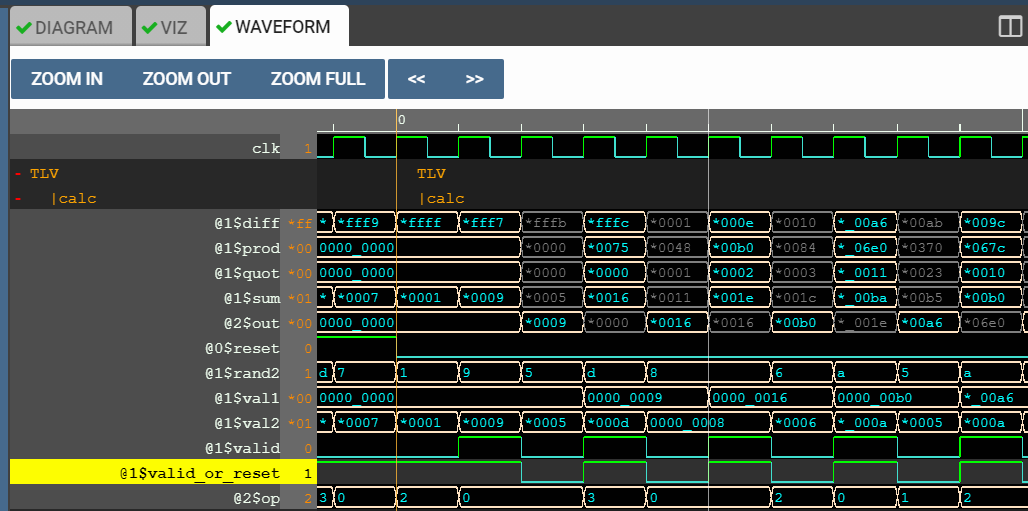 DIAGRAM VIZ WAVEFORM
ZOOM IN ZOOM OUT ZOOM FULL << >>
0
clk 1
- TLV TLV
- |calc |calc
@1$diff *ff * *fff9 *ffff *fff7 *fffb *fffc *0001 *000e *0010 *_00a6 *00ab *009c
@1$prod *00 0000_0000 *0000 *0075 *0048 *00b0 *0084 *_06e0 *0370 *067c
@1$quot *00 0000_0000 *0000 *0000 *0001 *0002 *0003 *_0011 *0023 *0010
@1$sum *01 * *0007 *0001 *0009 *0005 *0016 *0011 *001e *001c *_00ba *00b5 *00b0
@2$out *00 0000_0000 *0009 *0000 *0016 *0016 *00b0 *_001e *00a6 *06e0
@0$reset 0
@1$rand2 1 d 7 1 9 5 d 8 6 a 5 a
@1$val1 *00 0000_0000 0000_0009 0000_0016 0000_00b0 *_00a6
@1$val2 *01 * *0007 *0001 *0009 *0005 *000d 0000_0008 *0006 *_000a *0005 *000a
@1$valid 0
@1$valid_or_reset 1
@2$op 2 3 0 2 0 3 0 2 0 1 2